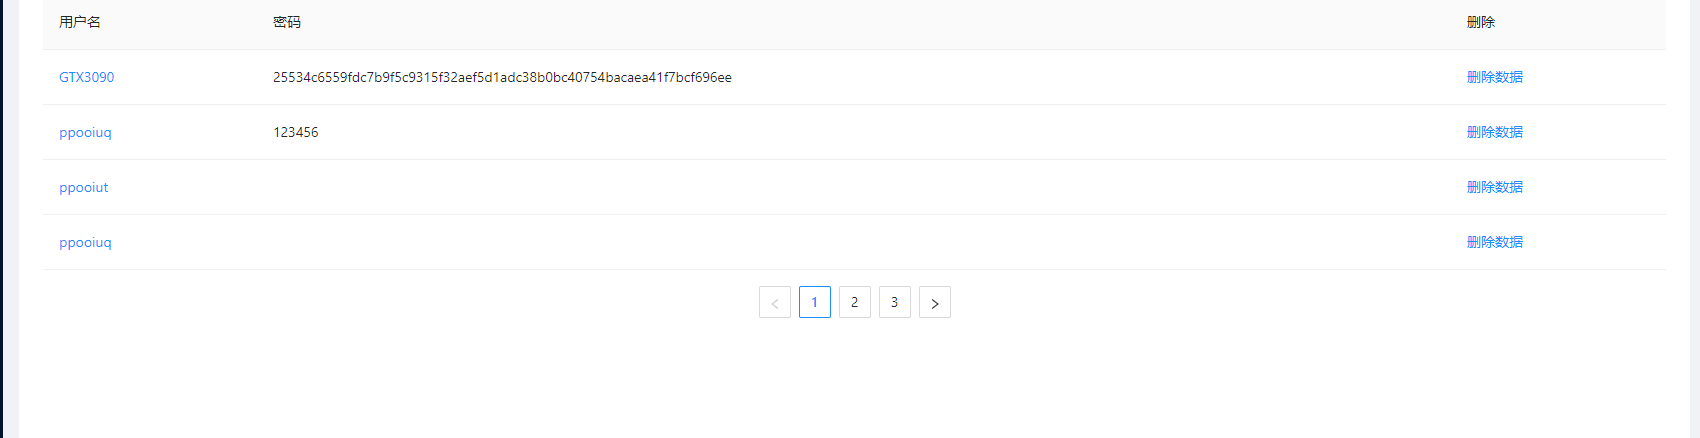 用户名 密码 删除
GTX3090 25534c6559fdc7b9f5c9315f32aef5d1adc38b0bc40754bacaea41f7bcf696ee 删除数据
ppooiuq 123456 删除数据
ppooiut 删除数据
ppooiuq 删除数据
< 1 2 3 >